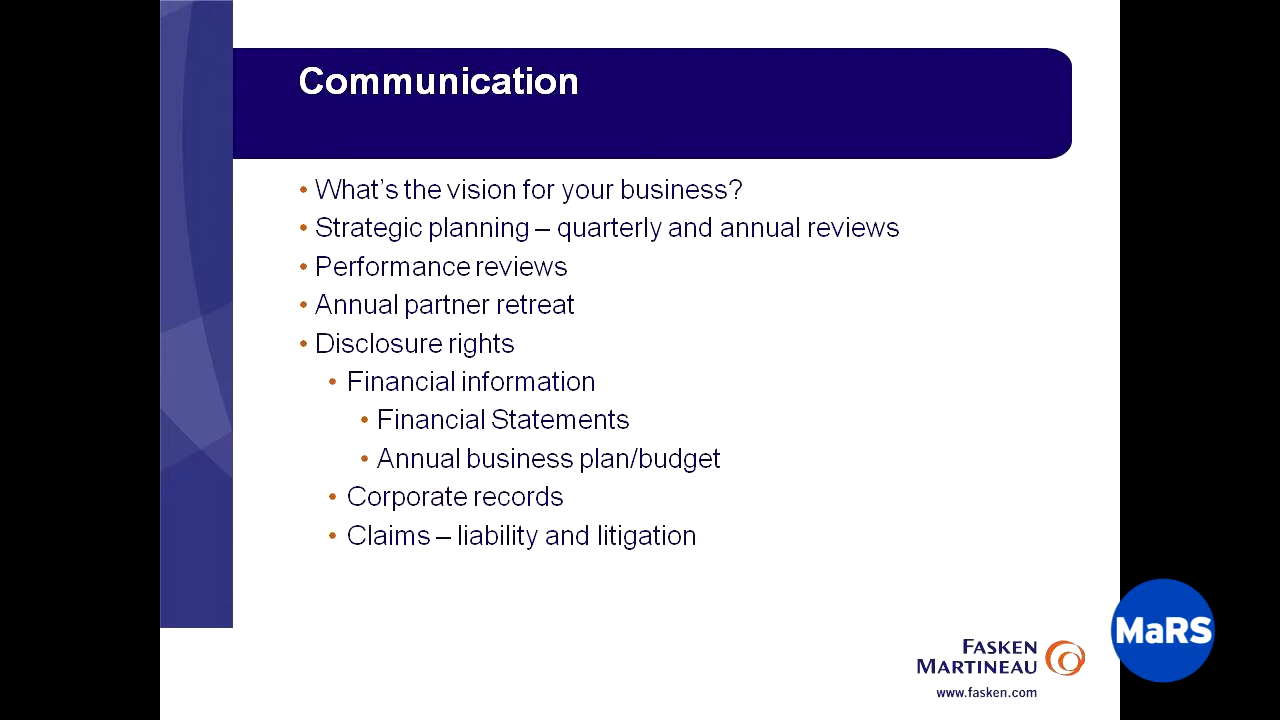 Communication
• What's the vision for your business?
• Strategic planning – quarterly and annual reviews
• Performance reviews
• Annual partner retreat
• Disclosure rights
• Financial information
• Financial Statements
• Annual business plan/budget
• Corporate records
• Claims – liability and litigation
FASKEN
MARTINEAU
www.fasken.com
MaRS